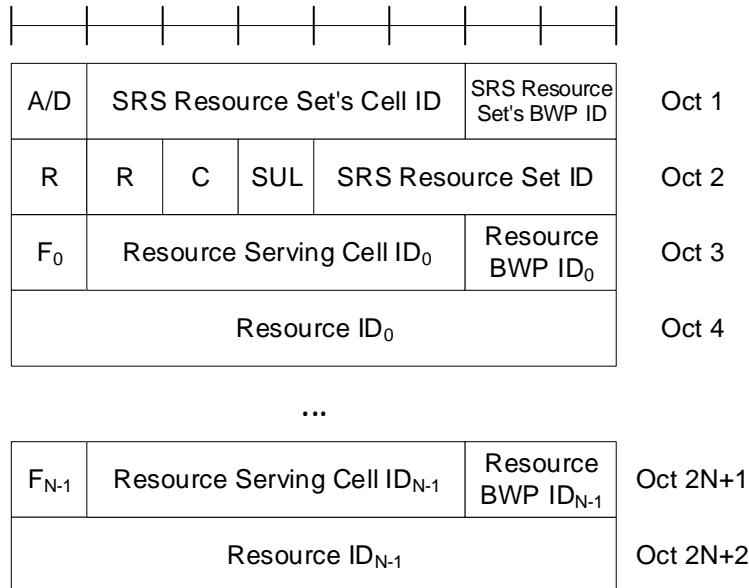 A/D SRS Resource Set's Cell ID SRS Resource Set's BWP ID Oct 1
R R C SUL SRS Resource Set ID Oct 2
F0 Resource Serving Cell ID0 Resource BWP ID0 Oct 3
Resource ID0 Oct 4
...
FN-1 Resource Serving Cell IDN-1 Resource BWP IDN-1 Oct 2N+1
Resource IDN-1 Oct 2N+2